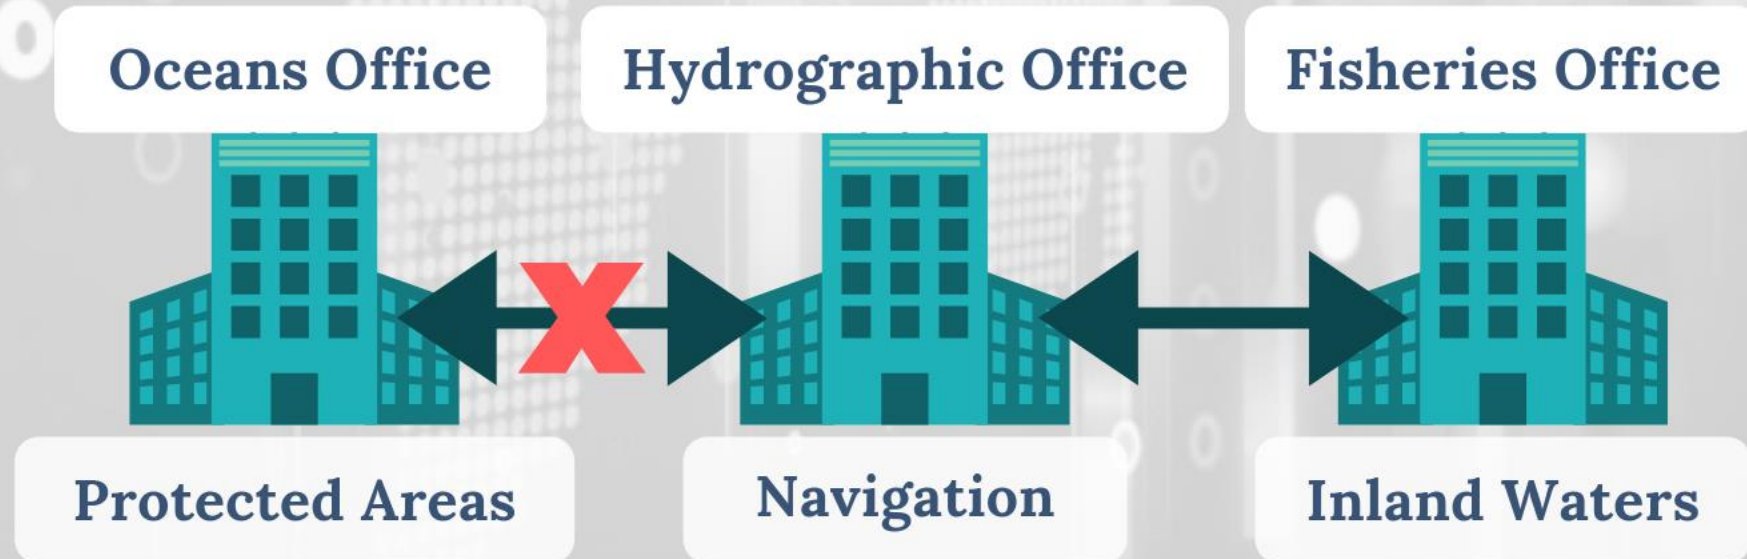 Oceans Office
Hydrographic Office
Fisheries Office
Protected Areas
Navigation
Inland Waters